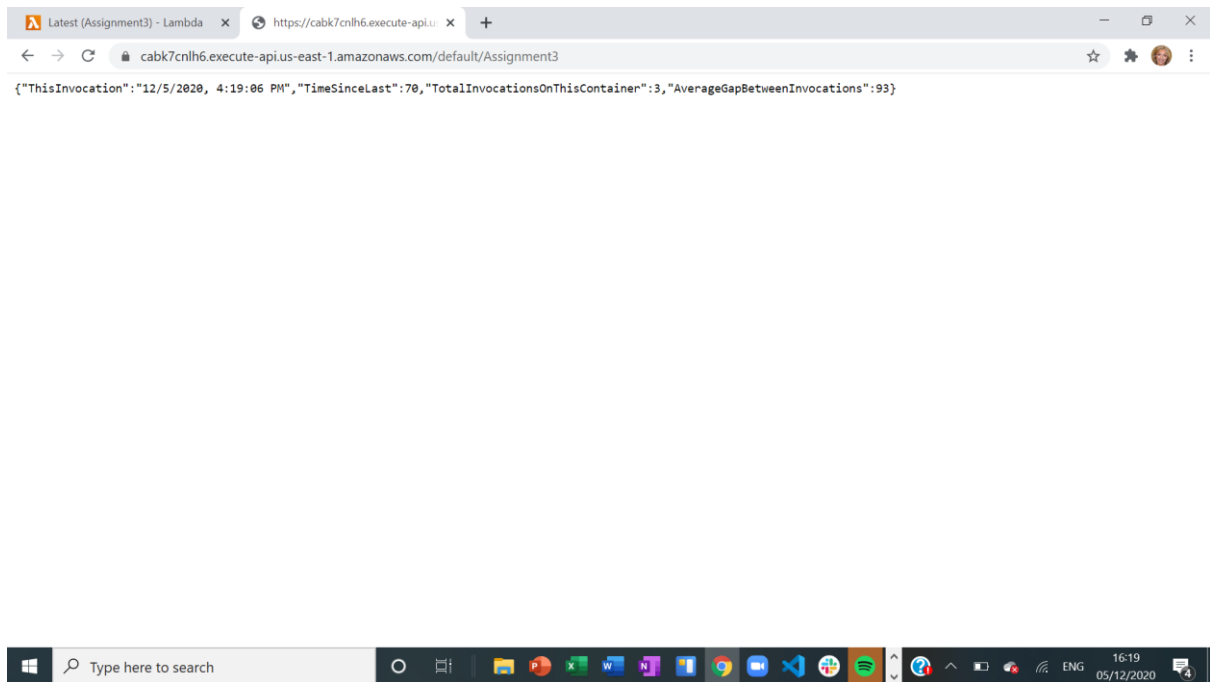 Latest (Assignment3) - Lambda
https://cabk7cnlh6.execute-api.u
cabk7cnlh6.execute-api.us-east-1.amazonaws.com/default/Assignment3
{"ThisInvocation":"12/5/2020, 4:19:06 PM","TimeSinceLast":70,"TotalInvocationsOnThisContainer":3,"AverageGapBetweenInvocations":93}
Type here to search
ENG
16:19
05/12/2020
4